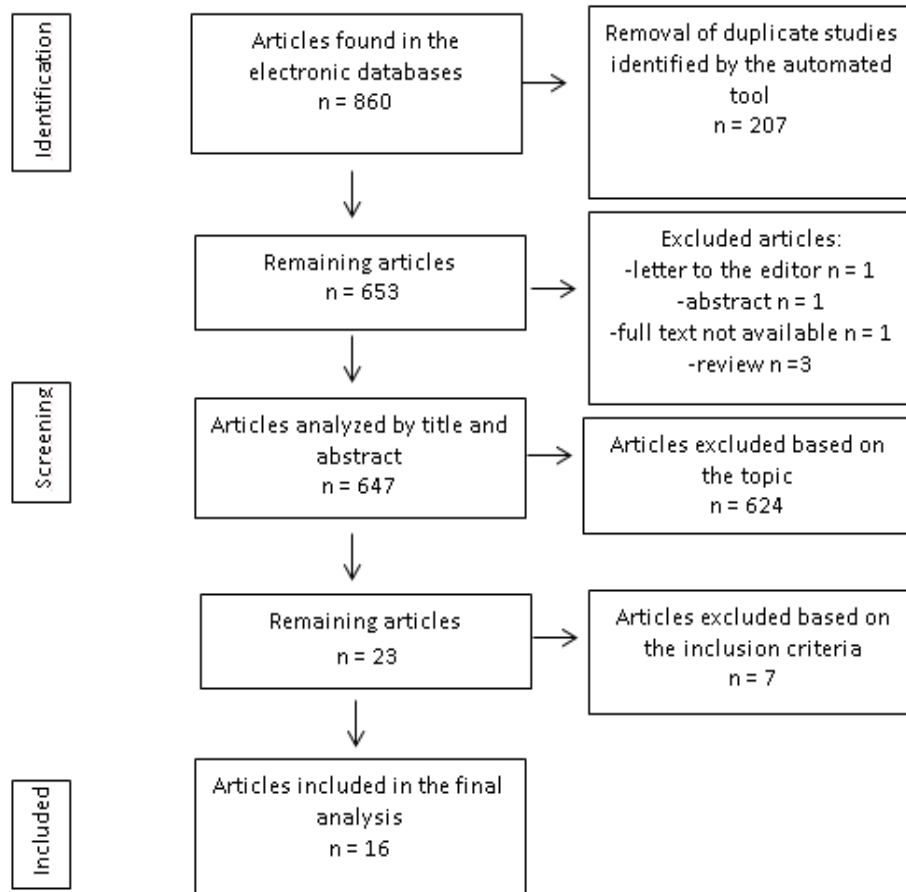 Identification
Articles found in the
electronic databases
n = 860
Removal of duplicate studies
identified by the automated
tool
n = 207
Remaining articles
n = 653
Excluded articles:
-letter to the editor n = 1
-abstract n = 1
-full text not available n = 1
-review n =3
Screening
Articles analyzed by title and
abstract
n = 647
Articles excluded based on
the topic
n = 624
Remaining articles
n = 23
Articles excluded based on
the inclusion criteria
n = 7
Included
Articles included in the final
analysis
n = 16